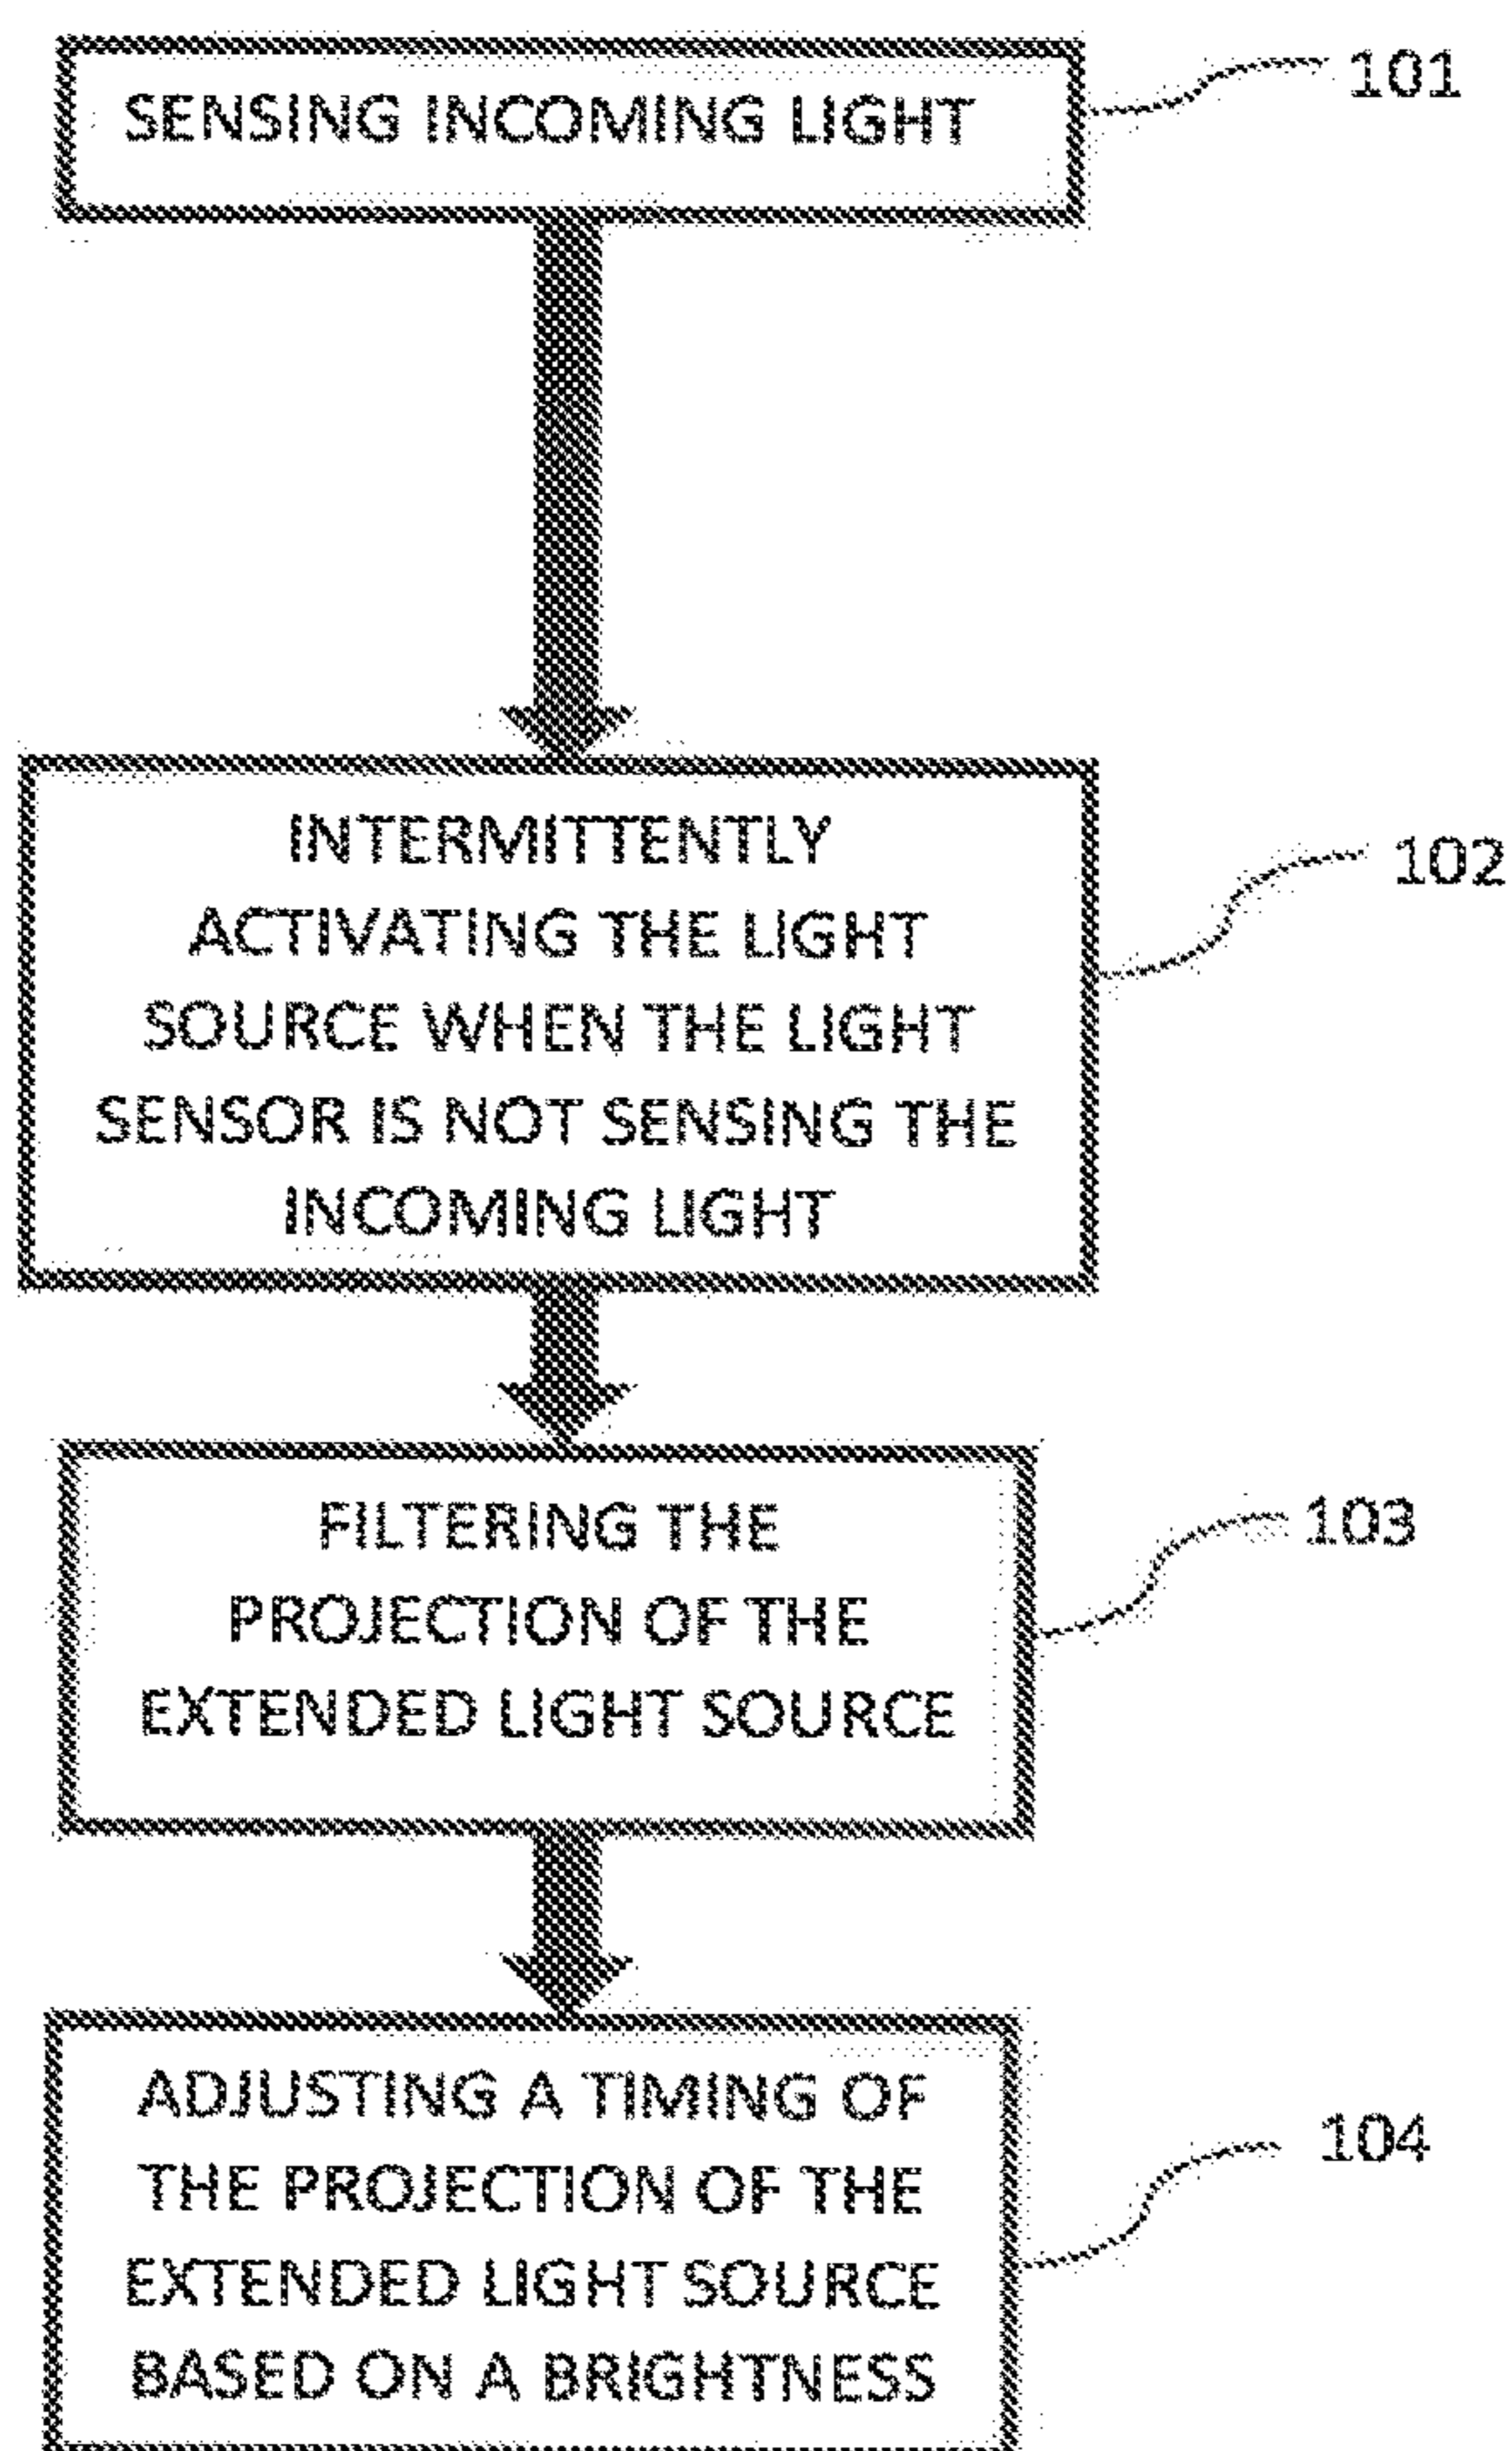 SENSING INCOMING LIGHT
101
INTERMITTENTLY
ACTIVATING THE LIGHT
SOURCE WHEN THE LIGHT
SENSOR IS NOT SENSING THE
INCOMING LIGHT
102
FILTERING THE
PROJECTION OF THE
EXTENDED LIGHT SOURCE
103
ADJUSTING A TIMING OF
THE PROJECTION OF THE
EXTENDED LIGHT SOURCE
BASED ON A BRIGHTNESS
104